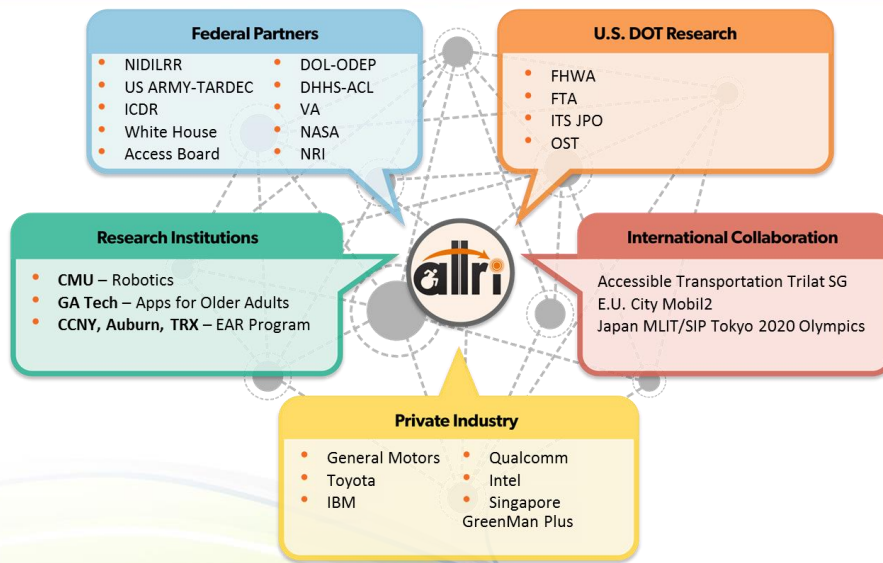 Federal Partners
• NIDILRR
• US ARMY-TARDEC
• ICDR
• White House
• Access Board
• DOL-ODEP
• DHHS-ACL
• VA
• NASA
• NRI
U.S. DOT Research
• FHWA
• FTA
• ITS JPO
• OST
Research Institutions
• CMU – Robotics
• GA Tech – Apps for Older Adults
• CCNY, Auburn, TRX – EAR Program
allri
International Collaboration
Accessible Transportation Trilat SG
E.U. City Mobil2
Japan MLIT/SIP Tokyo 2020 Olympics
Private Industry
• General Motors
• Toyota
• IBM
• Qualcomm
• Intel
• Singapore
GreenMan Plus